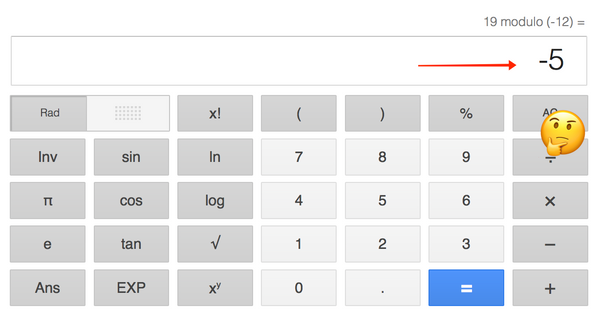 19 modulo (-12) =
-5
Rad x! ( ) %
Inv sin ln 7 8 9 ÷
π cos log 4 5 6 ×
e tan √ 1 2 3 −
Ans EXP xʸ 0 . = +